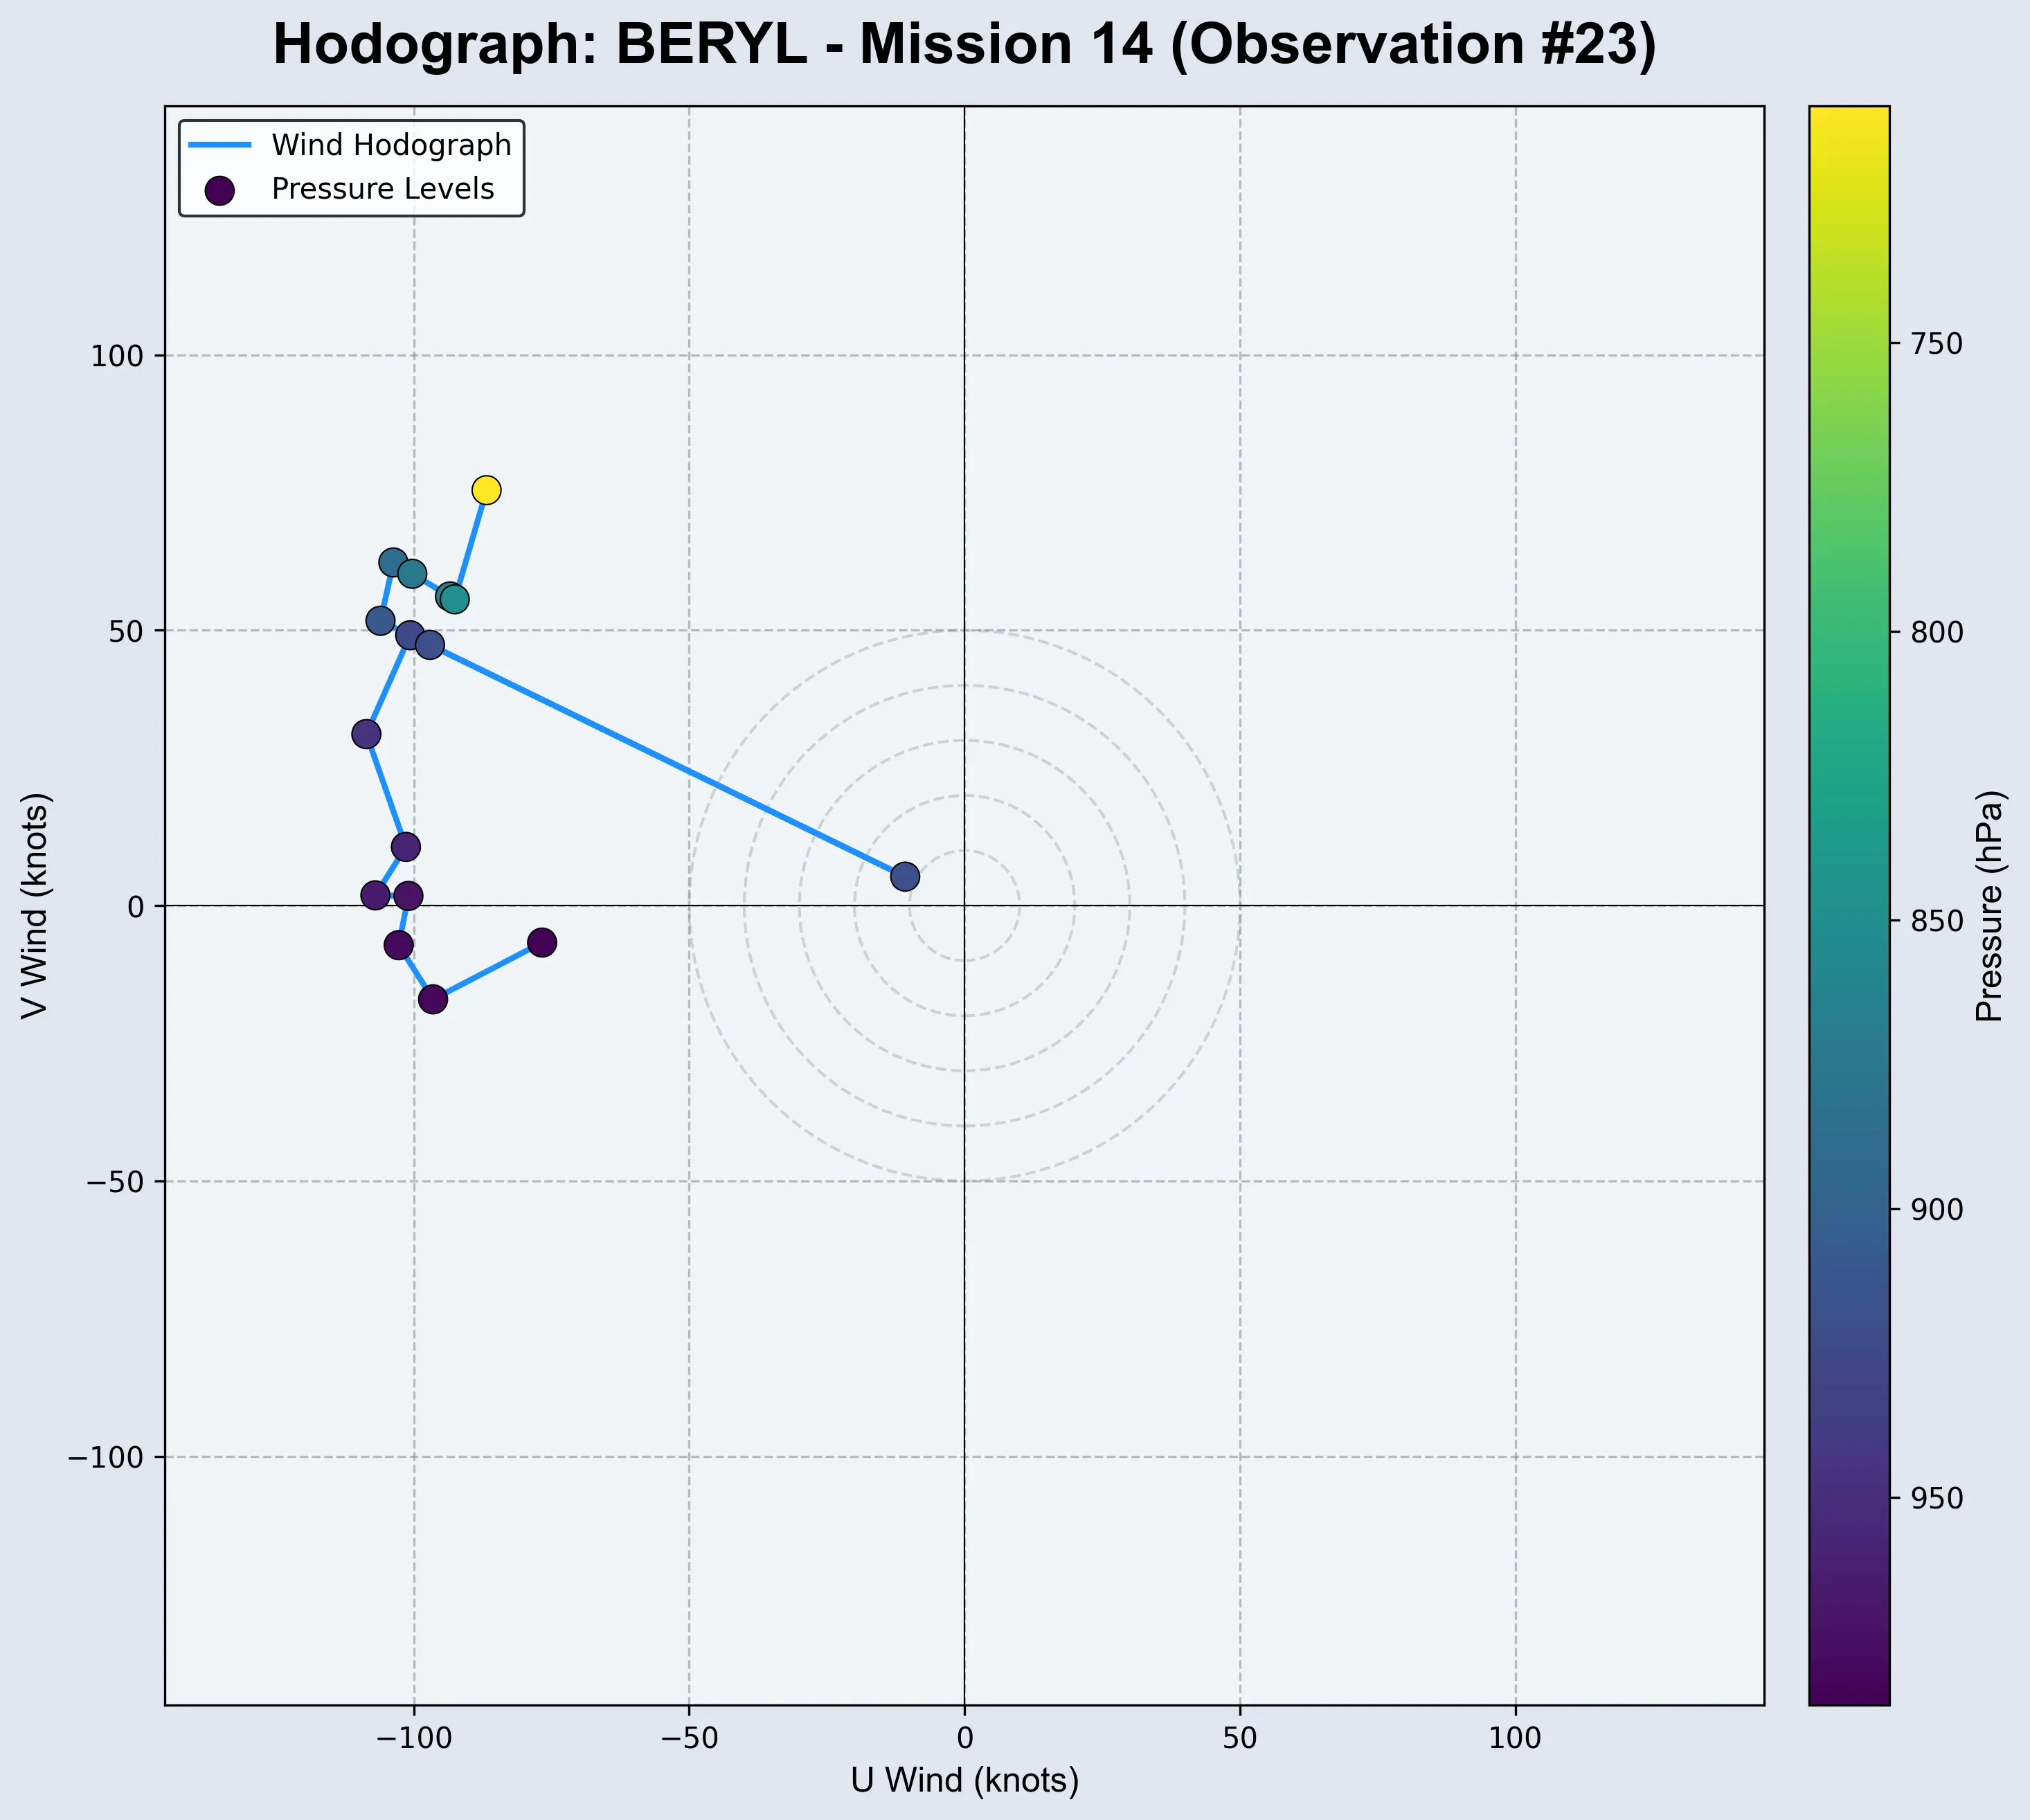 Hodograph: BERYL - Mission 14 (Observation #23)
Wind Hodograph
Pressure Levels
100
50
0
−50
−100
V Wind (knots)
−100
−50
0
50
100
U Wind (knots)
750
800
850
900
950
Pressure (hPa)